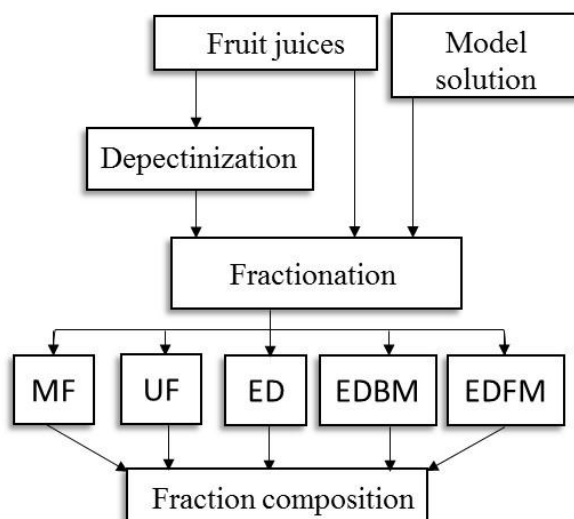 Fruit juices
Model
solution
Depectinization
Fractionation
MF
UF
ED
EDBM
EDFM
Fraction composition